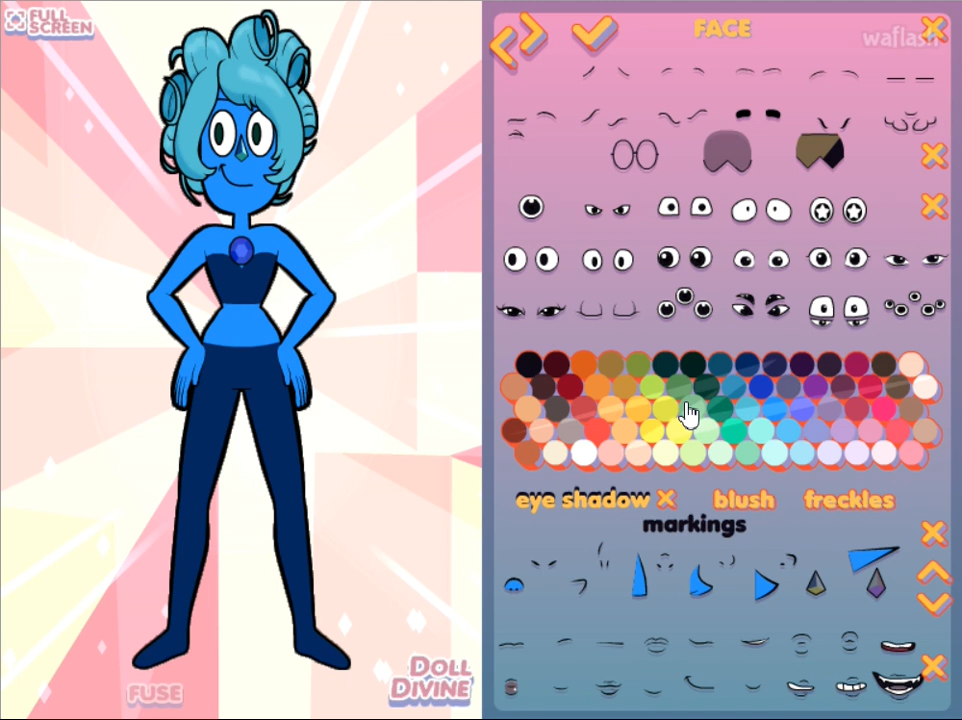 FULL
SCREEN
FACE
waflash
eye shadow
blush
freckles
markings
DOLL
DIVINE
FUSE